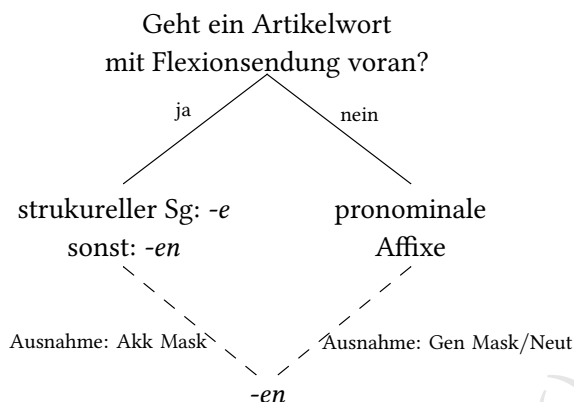 Geht ein Artikelwort
mit Flexionsendung voran?
ja
nein
strukureller Sg: -e
sonst: -en
pronominale
Affixe
Ausnahme: Akk Mask
Ausnahme: Gen Mask/Neut
-en